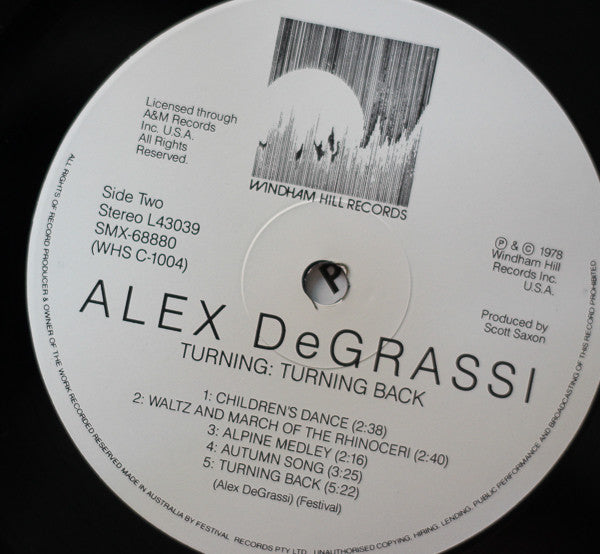 WINDHAM HILL RECORDS
Licensed through
A&M Records
Inc. U.S.A.
All Rights
Reserved.
Side Two
Stereo L43039
SMX-68880
(WHS C-1004)
Ⓟ & © 1978
Windham Hill
Records Inc.
U.S.A.
Produced by
Scott Saxon
P
ALEX DeGRASSI
TURNING: TURNING BACK
1: CHILDREN'S DANCE (2:38)
2: WALTZ AND MARCH OF THE RHINOCERI (2:40)
3: ALPINE MEDLEY (2:16)
4: AUTUMN SONG (3:25)
5: TURNING BACK (5:22)
(Alex DeGrassi) (Festival)
ALL RIGHTS OF RECORD PRODUCER & OWNER OF THE WORK RECORDED RESERVED MADE IN AUSTRALIA BY FESTIVAL RECORDS PTY LTD. UNAUTHORISED COPYING, HIRING, LENDING, PUBLIC PERFORMANCE AND BROADCASTING OF THIS RECORD PROHIBITED